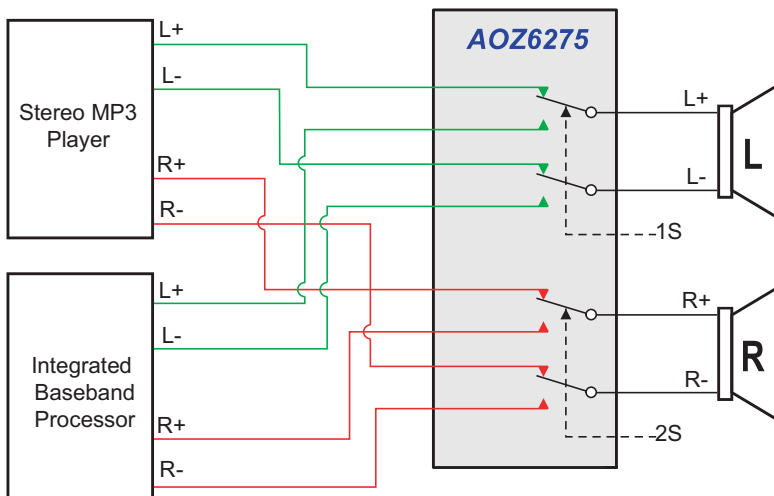 AOZ6275
Stereo MP3
Player
L+
L-
R+
R-
Integrated
Baseband
Processor
L+
L-
R+
R-
L+
L-
L
1S
R+
R-
R
2S